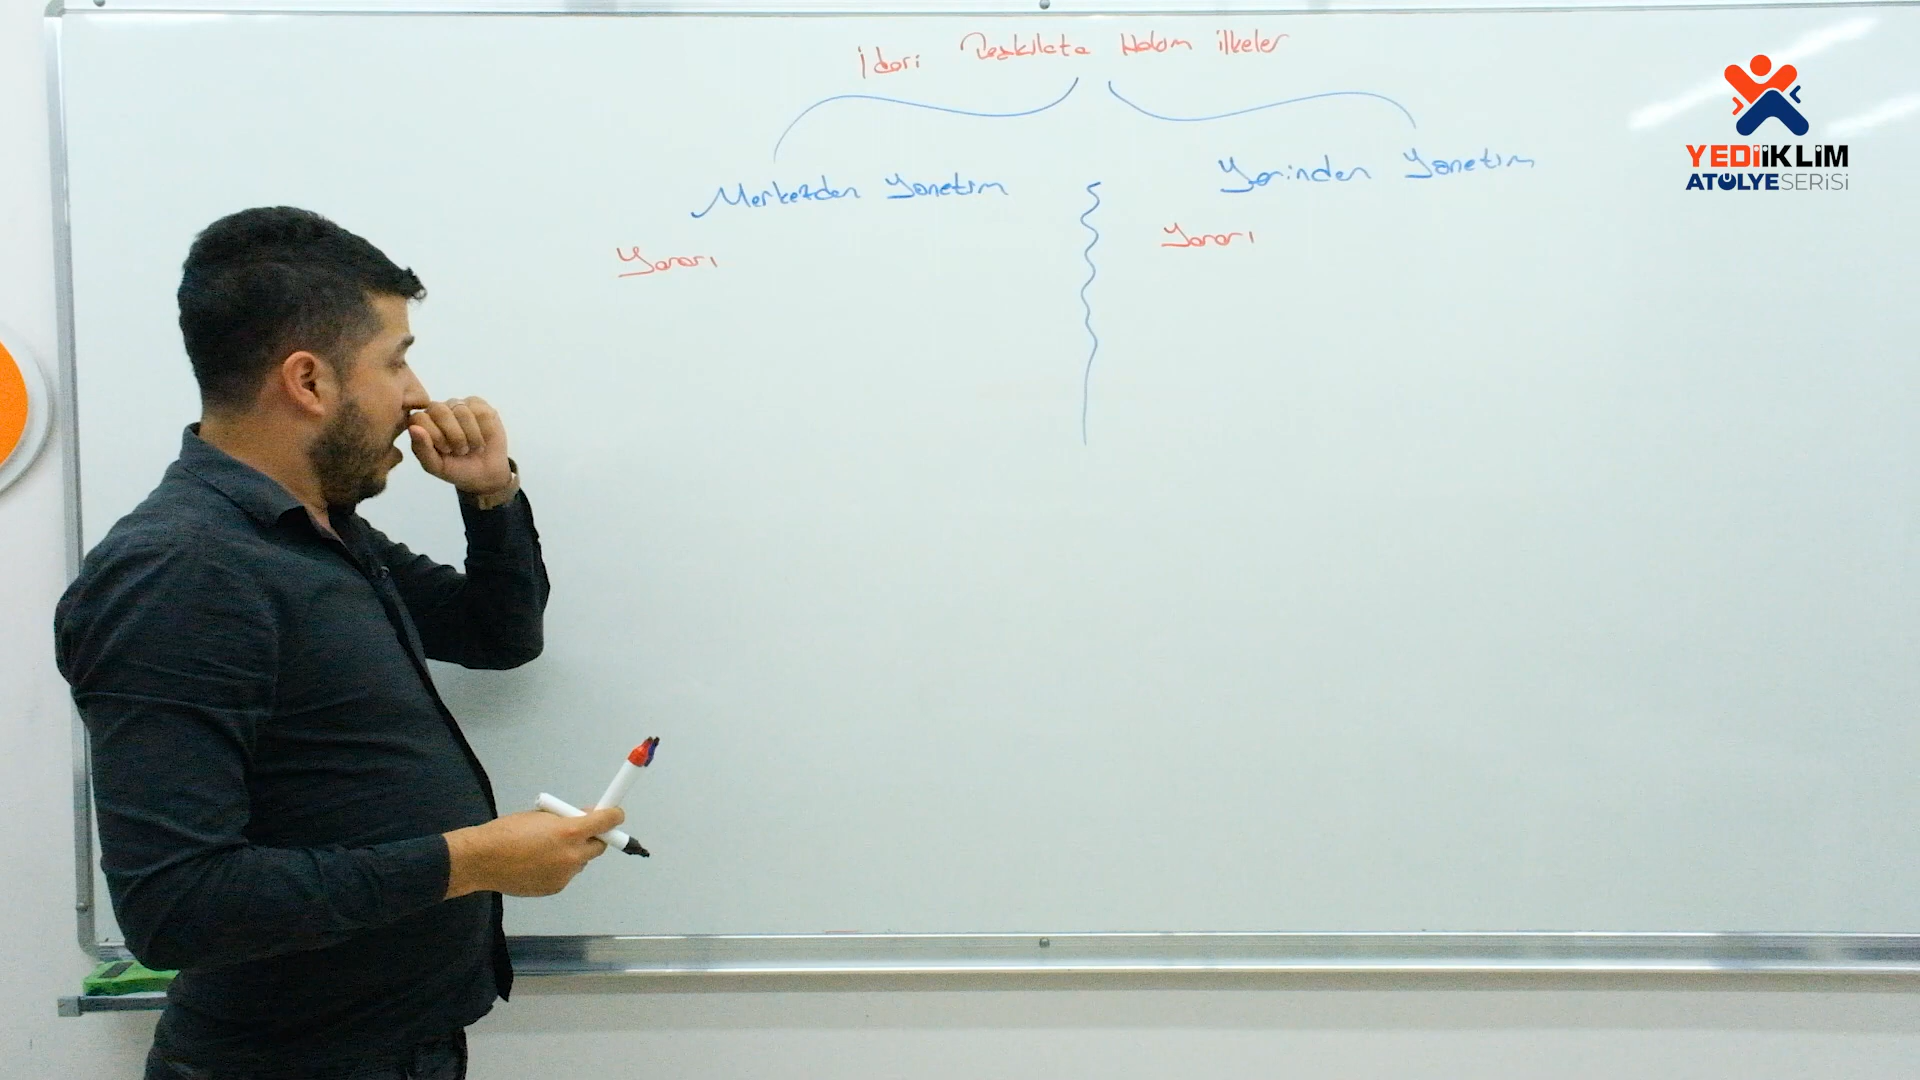 İdari Teşkilata Hakim ilkeler
Merkezden Yönetim
Yerinden Yönetim
Yararı
Yararı
YEDİİKLİM
ATÖLYE SERİSİ